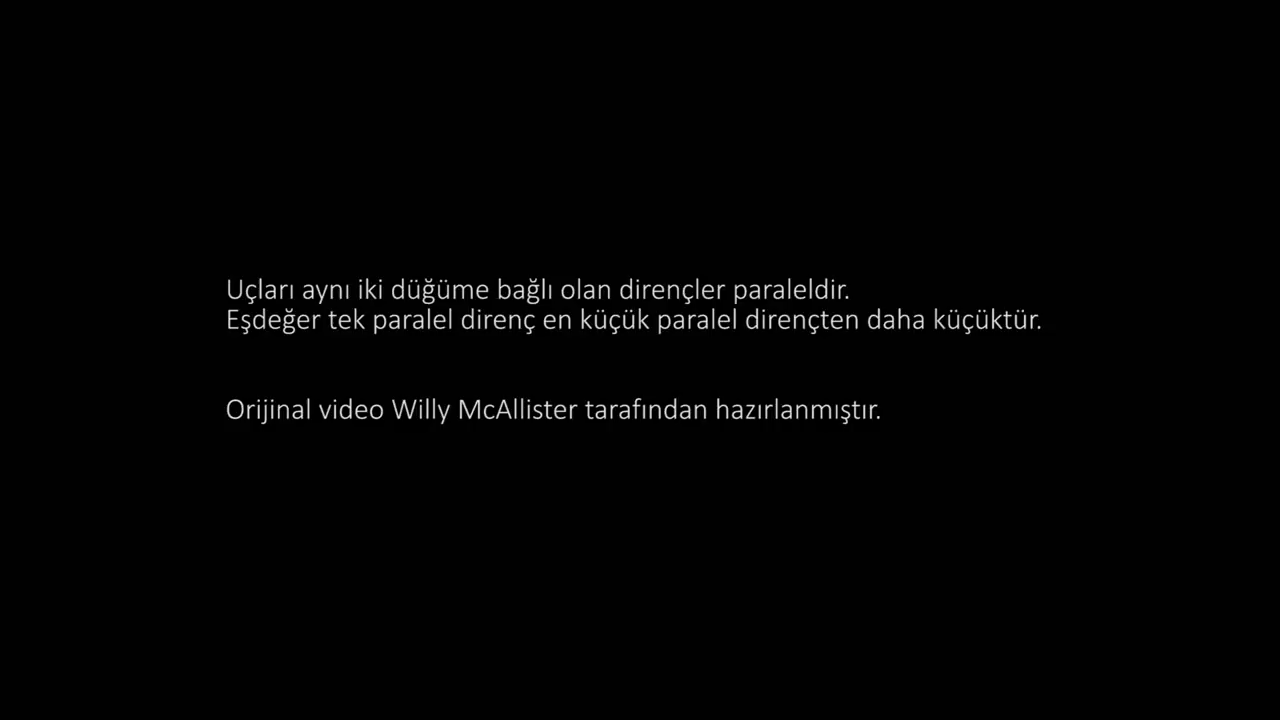 Uçları aynı iki düğüme bağlı olan dirençler paraleldir.
Eşdeğer tek paralel direnç en küçük paralel dirençten daha küçüktür.
Orijinal video Willy McAllister tarafından hazırlanmıştır.